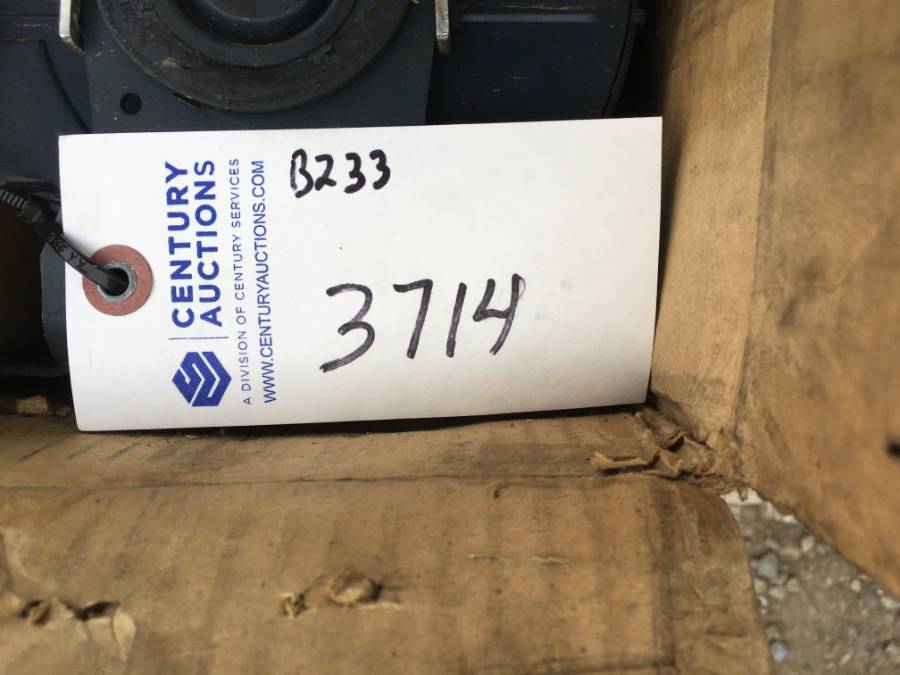 B233
3714
CENTURY
AUCTIONS
A DIVISION OF CENTURY SERVICES
WWW.CENTURYAUCTIONS.COM